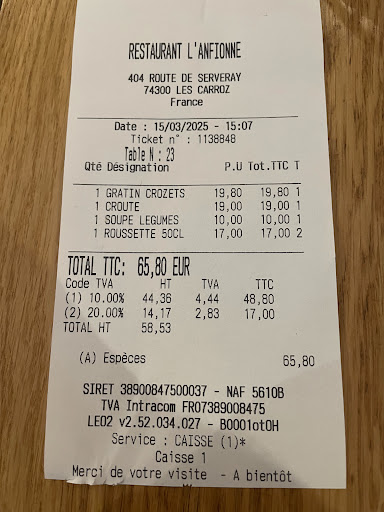 RESTAURANT L'ANFIONNE
404 ROUTE DE SERVERAY
74300 LES CARROZ
France
Date : 15/03/2025 - 15:07
Ticket n° : 1138848
Table N : 23
Qté Désignation P.U Tot.TTC T
1 GRATIN CROZETS 19,80 19,80 1
1 CROUTE 19,00 19,00 1
1 SOUPE LEGUMES 10,00 10,00 1
1 ROUSSETTE 50CL 17,00 17,00 2
TOTAL TTC: 65,80 EUR
Code TVA HT TVA TTC
(1) 10.00% 44,36 4,44 48,80
(2) 20.00% 14,17 2,83 17,00
TOTAL HT 58,53
(A) Espèces 65,80
SIRET 38900847500037 - NAF 5610B
TVA Intracom FR07389008475
LEO2 v2.52.034.027 - B0001otOH
Service : CAISSE (1)*
Caisse 1
Merci de votre visite - A bientôt